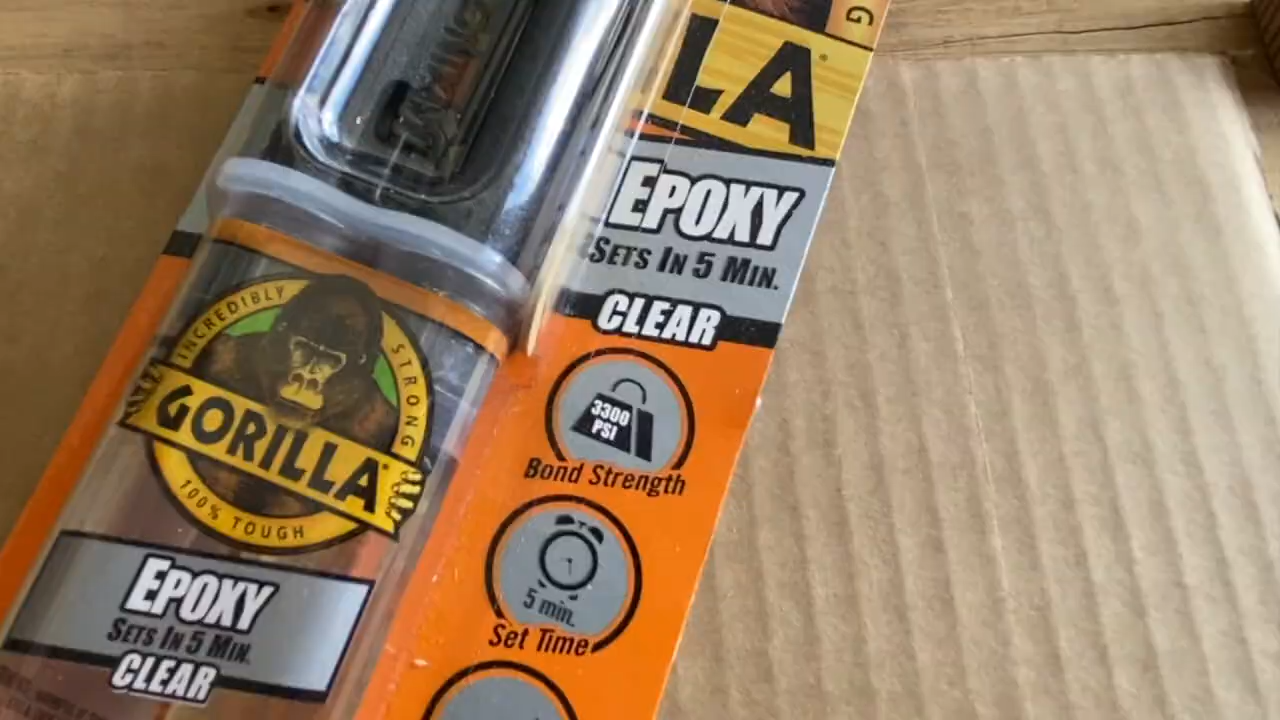 G
LA
EPOXY
SETS IN 5 MIN.
CLEAR
3300
PSI
Bond Strength
5 min.
Set Time
INCREDIBLY STRONG
GORILLA
100% TOUGH
EPOXY
SETS IN 5 MIN.
CLEAR